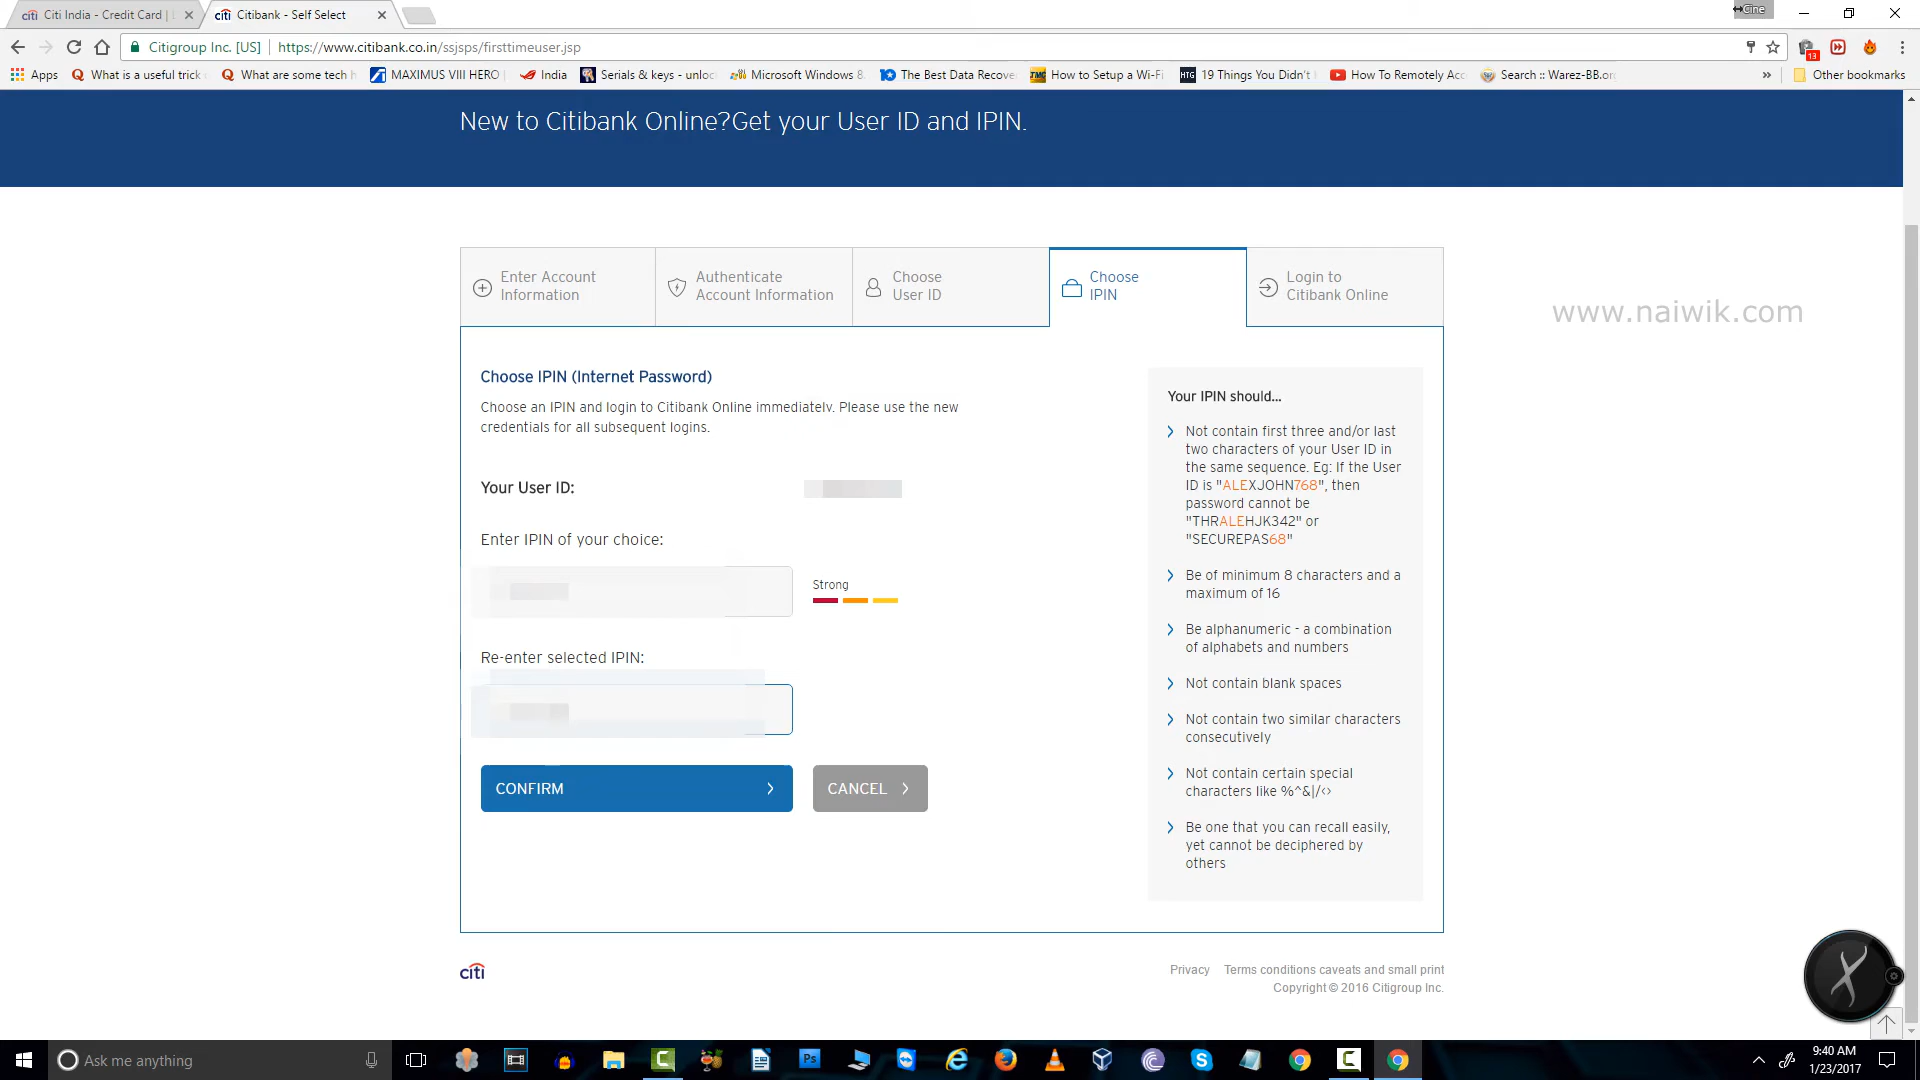 citi Citi India - Credit Card |
citi Citibank - Self Select
Cine
Citigroup Inc. [US] https://www.citibank.co.in/ssjsps/firsttimeuser.jsp
13
Apps What is a useful trick What are some tech h MAXIMUS VIII HERO India Serials & keys - unloc Microsoft Windows 8. The Best Data Recove TMC How to Setup a Wi-Fi HTG 19 Things You Didn't How To Remotely Acc Search :: Warez-BB.or » Other bookmarks
New to Citibank Online?Get your User ID and IPIN.
Enter Account
Information
Authenticate
Account Information
Choose
User ID
Choose
IPIN
Login to
Citibank Online
www.naiwik.com
Choose IPIN (Internet Password)
Choose an IPIN and login to Citibank Online immediately. Please use the new
credentials for all subsequent logins.
Your User ID:
Enter IPIN of your choice:
Strong
Re-enter selected IPIN:
CONFIRM
CANCEL
Your IPIN should...
Not contain first three and/or last
two characters of your User ID in
the same sequence. Eg: If the User
ID is "ALEXJOHN768", then
password cannot be
"THRALEHJK342" or
"SECUREPAS68"
Be of minimum 8 characters and a
maximum of 16
Be alphanumeric - a combination
of alphabets and numbers
Not contain blank spaces
Not contain two similar characters
consecutively
Not contain certain special
characters like %^&|/<>
Be one that you can recall easily,
yet cannot be deciphered by
others
citi
Privacy Terms conditions caveats and small print
Copyright © 2016 Citigroup Inc.
Ask me anything
Ps
9:40 AM
1/23/2017